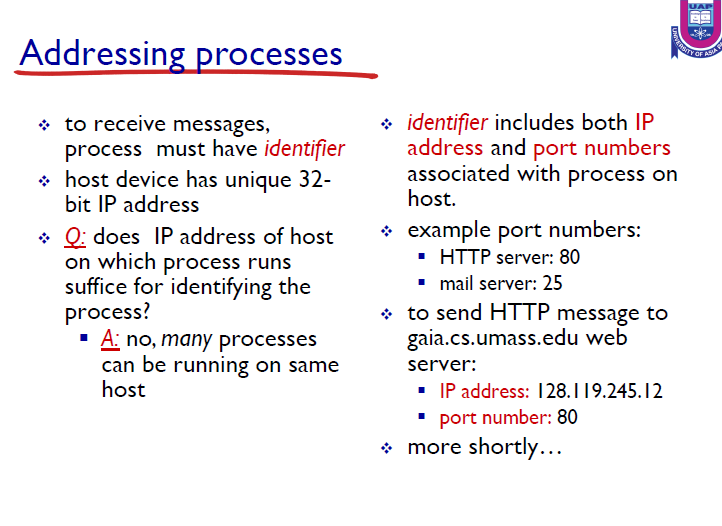 UAP
UNIVERSITY OF ASIA
Addressing processes
❖ to receive messages,
process must have identifier
❖ host device has unique 32-
bit IP address
❖ Q: does IP address of host
on which process runs
suffice for identifying the
process?
▪ A: no, many processes
can be running on same
host
❖ identifier includes both IP
address and port numbers
associated with process on
host.
❖ example port numbers:
▪ HTTP server: 80
▪ mail server: 25
❖ to send HTTP message to
gaia.cs.umass.edu web
server:
▪ IP address: 128.119.245.12
▪ port number: 80
❖ more shortly…